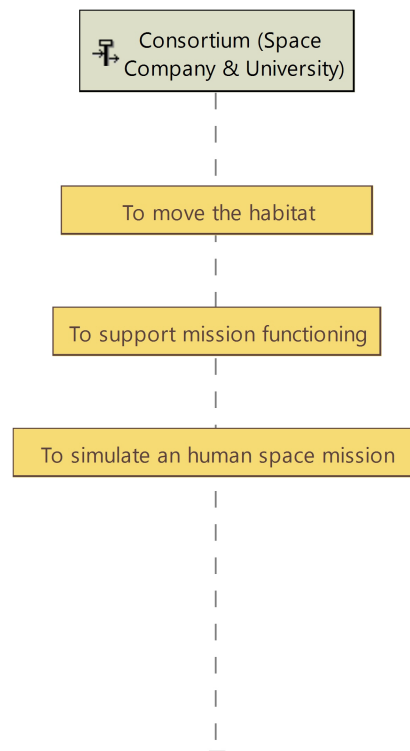 Consortium (Space
Company & University)
To move the habitat
To support mission functioning
To simulate an human space mission